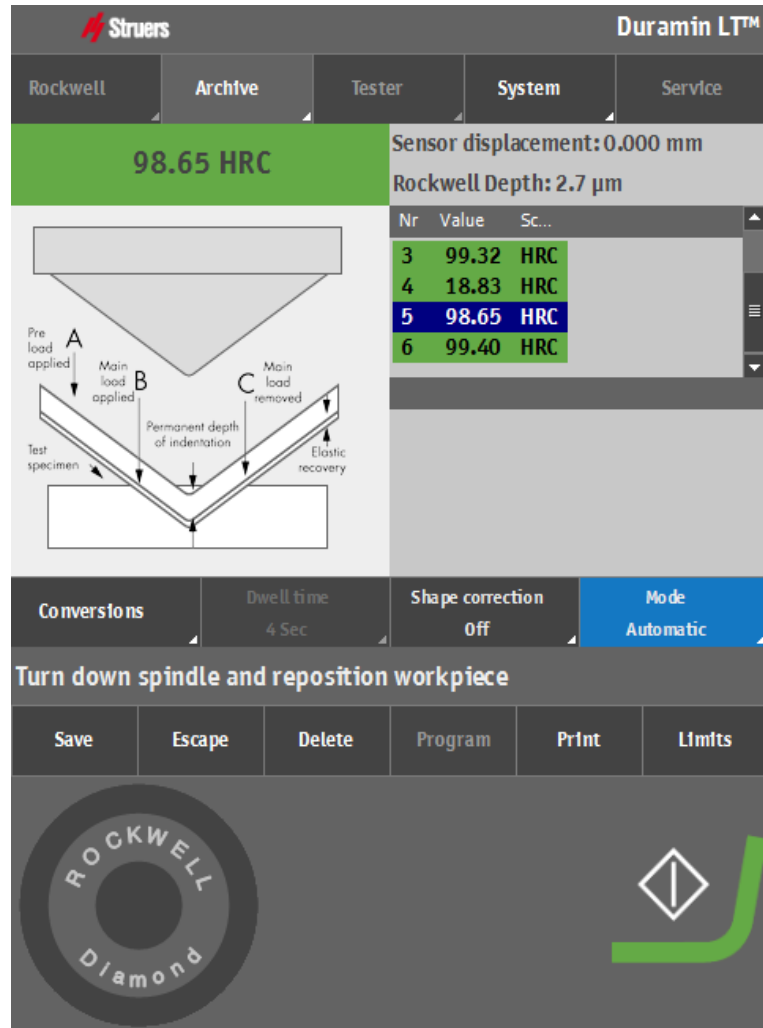 Struers
Duramin LT™
Rockwell Archive Tester System Service
98.65 HRC
Sensor displacement: 0.000 mm
Rockwell Depth: 2.7 µm
Nr Value Sc...
3 99.32 HRC
4 18.83 HRC
5 98.65 HRC
6 99.40 HRC
Pre
load
applied
A
Main
load
applied
B
C
Main
load
removed
Permanent depth
of indentation
Test
specimen
Elastic
recovery
Conversions
Dwell time
4 Sec
Shape correction
Off
Mode
Automatic
Turn down spindle and reposition workpiece
Save Escape Delete Program Print Limits
ROCKWELL
Diamond